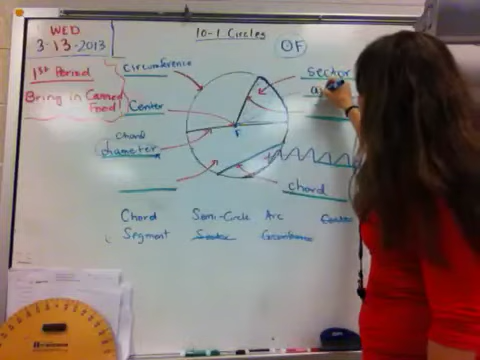 WED
3.13.2013
1st Period
Bring in Canned
Food!
10-1 Circles
OF
Circumference
Center
Chord
diameter
sector
F
chord
Chord Semi-Circle Arc Center
Segment Sector Circumference